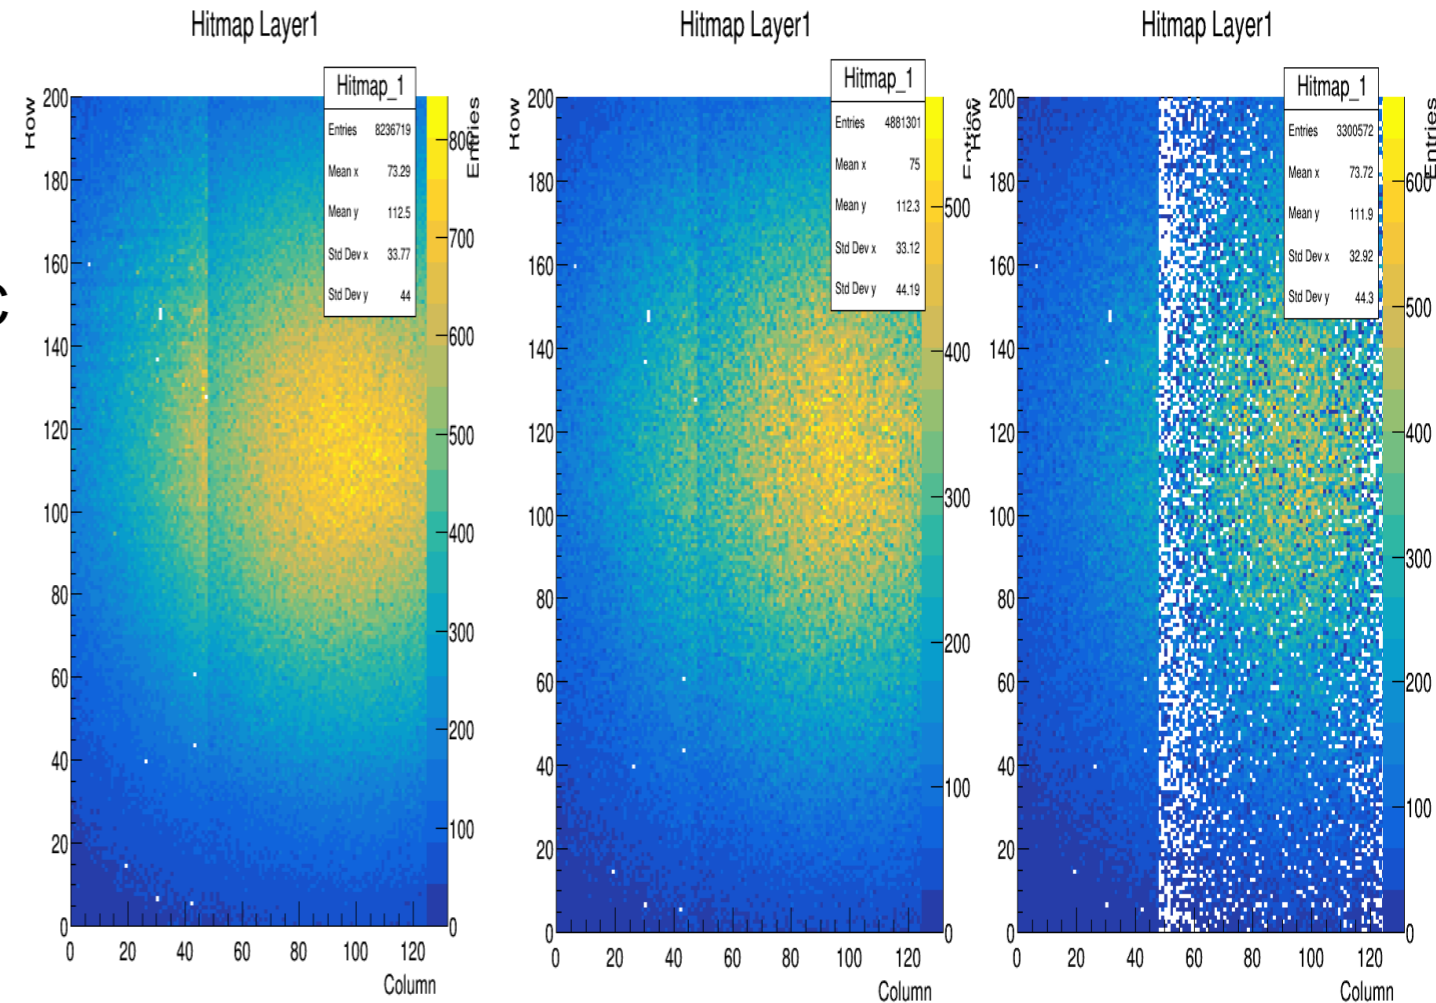 Hitmap Layer1
Hitmap_1
Entries 8236719
Mean x 73.29
Mean y 112.5
Std Dev x 33.77
Std Dev y 44
Row
200
180
160
140
120
100
80
60
40
20
0
0 20 40 60 80 100 120
Column
Entries
800
700
600
500
400
300
200
100
0
Hitmap Layer1
Hitmap_1
Entries 4881301
Mean x 75
Mean y 112.3
Std Dev x 33.12
Std Dev y 44.19
Row
200
180
160
140
120
100
80
60
40
20
0
0 20 40 60 80 100 120
Column
Entries
500
400
300
200
100
0
Hitmap Layer1
Hitmap_1
Entries 3300572
Mean x 73.72
Mean y 111.9
Std Dev x 32.92
Std Dev y 44.3
Row
200
180
160
140
120
100
80
60
40
20
0
0 20 40 60 80 100 120
Column
Entries
600
500
400
300
200
100
0